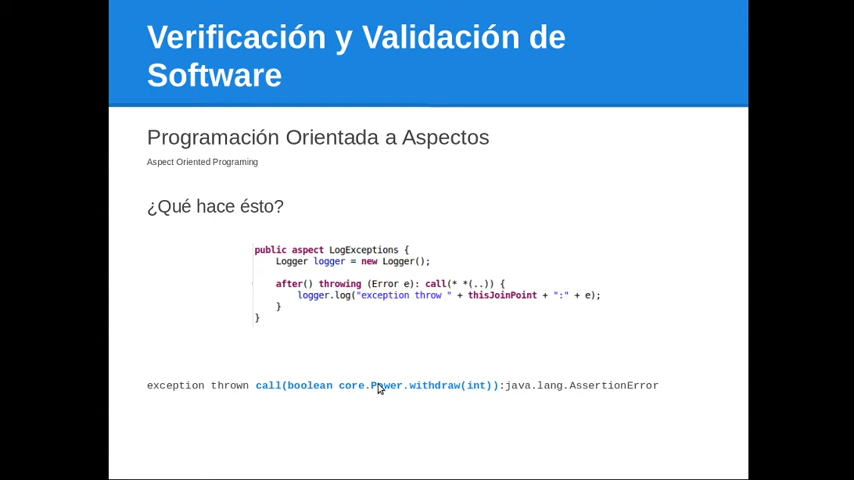 Verificación y Validación de
Software
Programación Orientada a Aspectos
Aspect Oriented Programing
¿Qué hace ésto?
public aspect LogExceptions {
Logger logger = new Logger();
after() throwing (Error e): call(* *(..)) {
logger.log("exception throw " + thisJoinPoint + ":" + e);
}
}
exception thrown call(boolean core.Power.withdraw(int)):java.lang.AssertionError